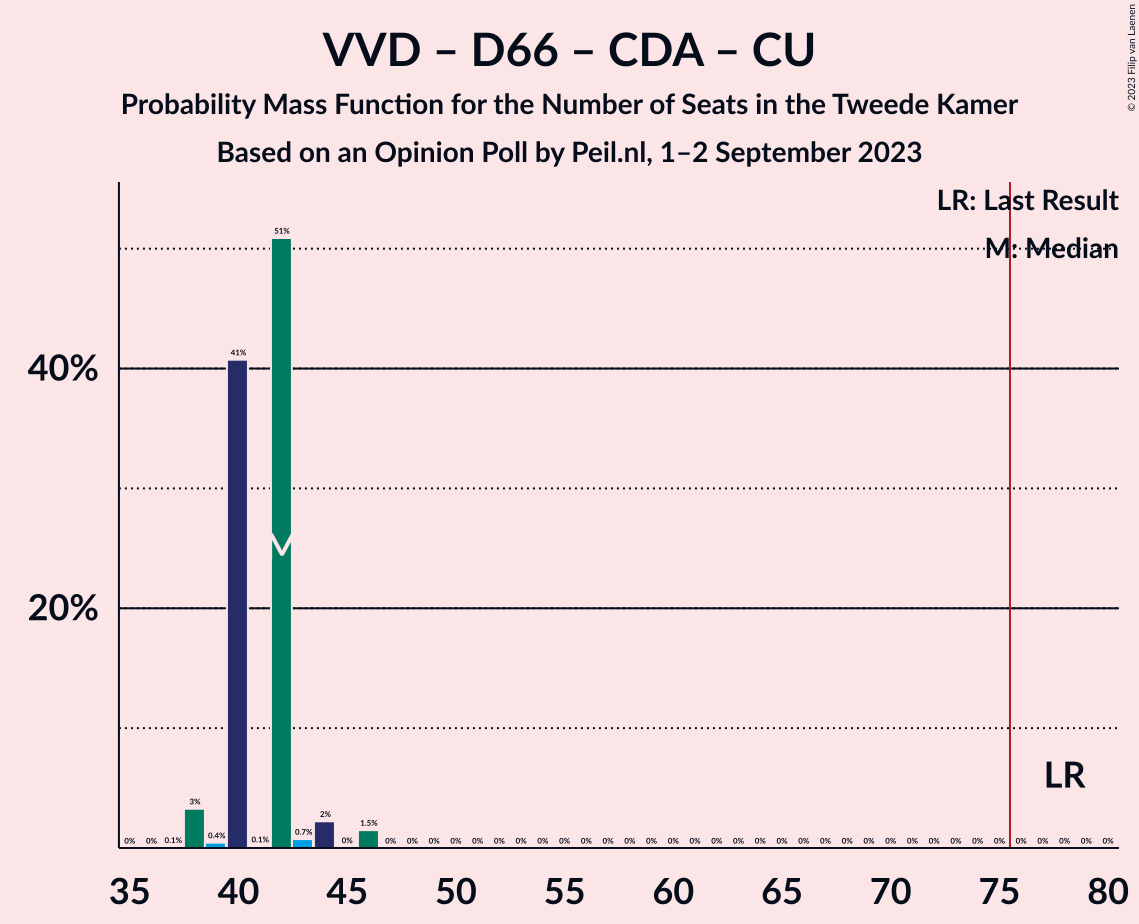 VVD – D66 – CDA – CU
Probability Mass Function for the Number of Seats in the Tweede Kamer
Based on an Opinion Poll by Peil.nl, 1–2 September 2023
© 2023 Filip van Laenen
LR: Last Result
M: Median
40%
20%
0% 0% 0.1% 3% 0.4% 41% 0.1% 51% 0.7% 2% 0% 1.5% 0% 0% 0% 0% 0% 0% 0% 0% 0% 0% 0% 0% 0% 0% 0% 0% 0% 0% 0% 0% 0% 0% 0% 0% 0% 0% 0% 0% 0% 0% 0% 0% 0% 0%
LR
35 40 45 50 55 60 65 70 75 80